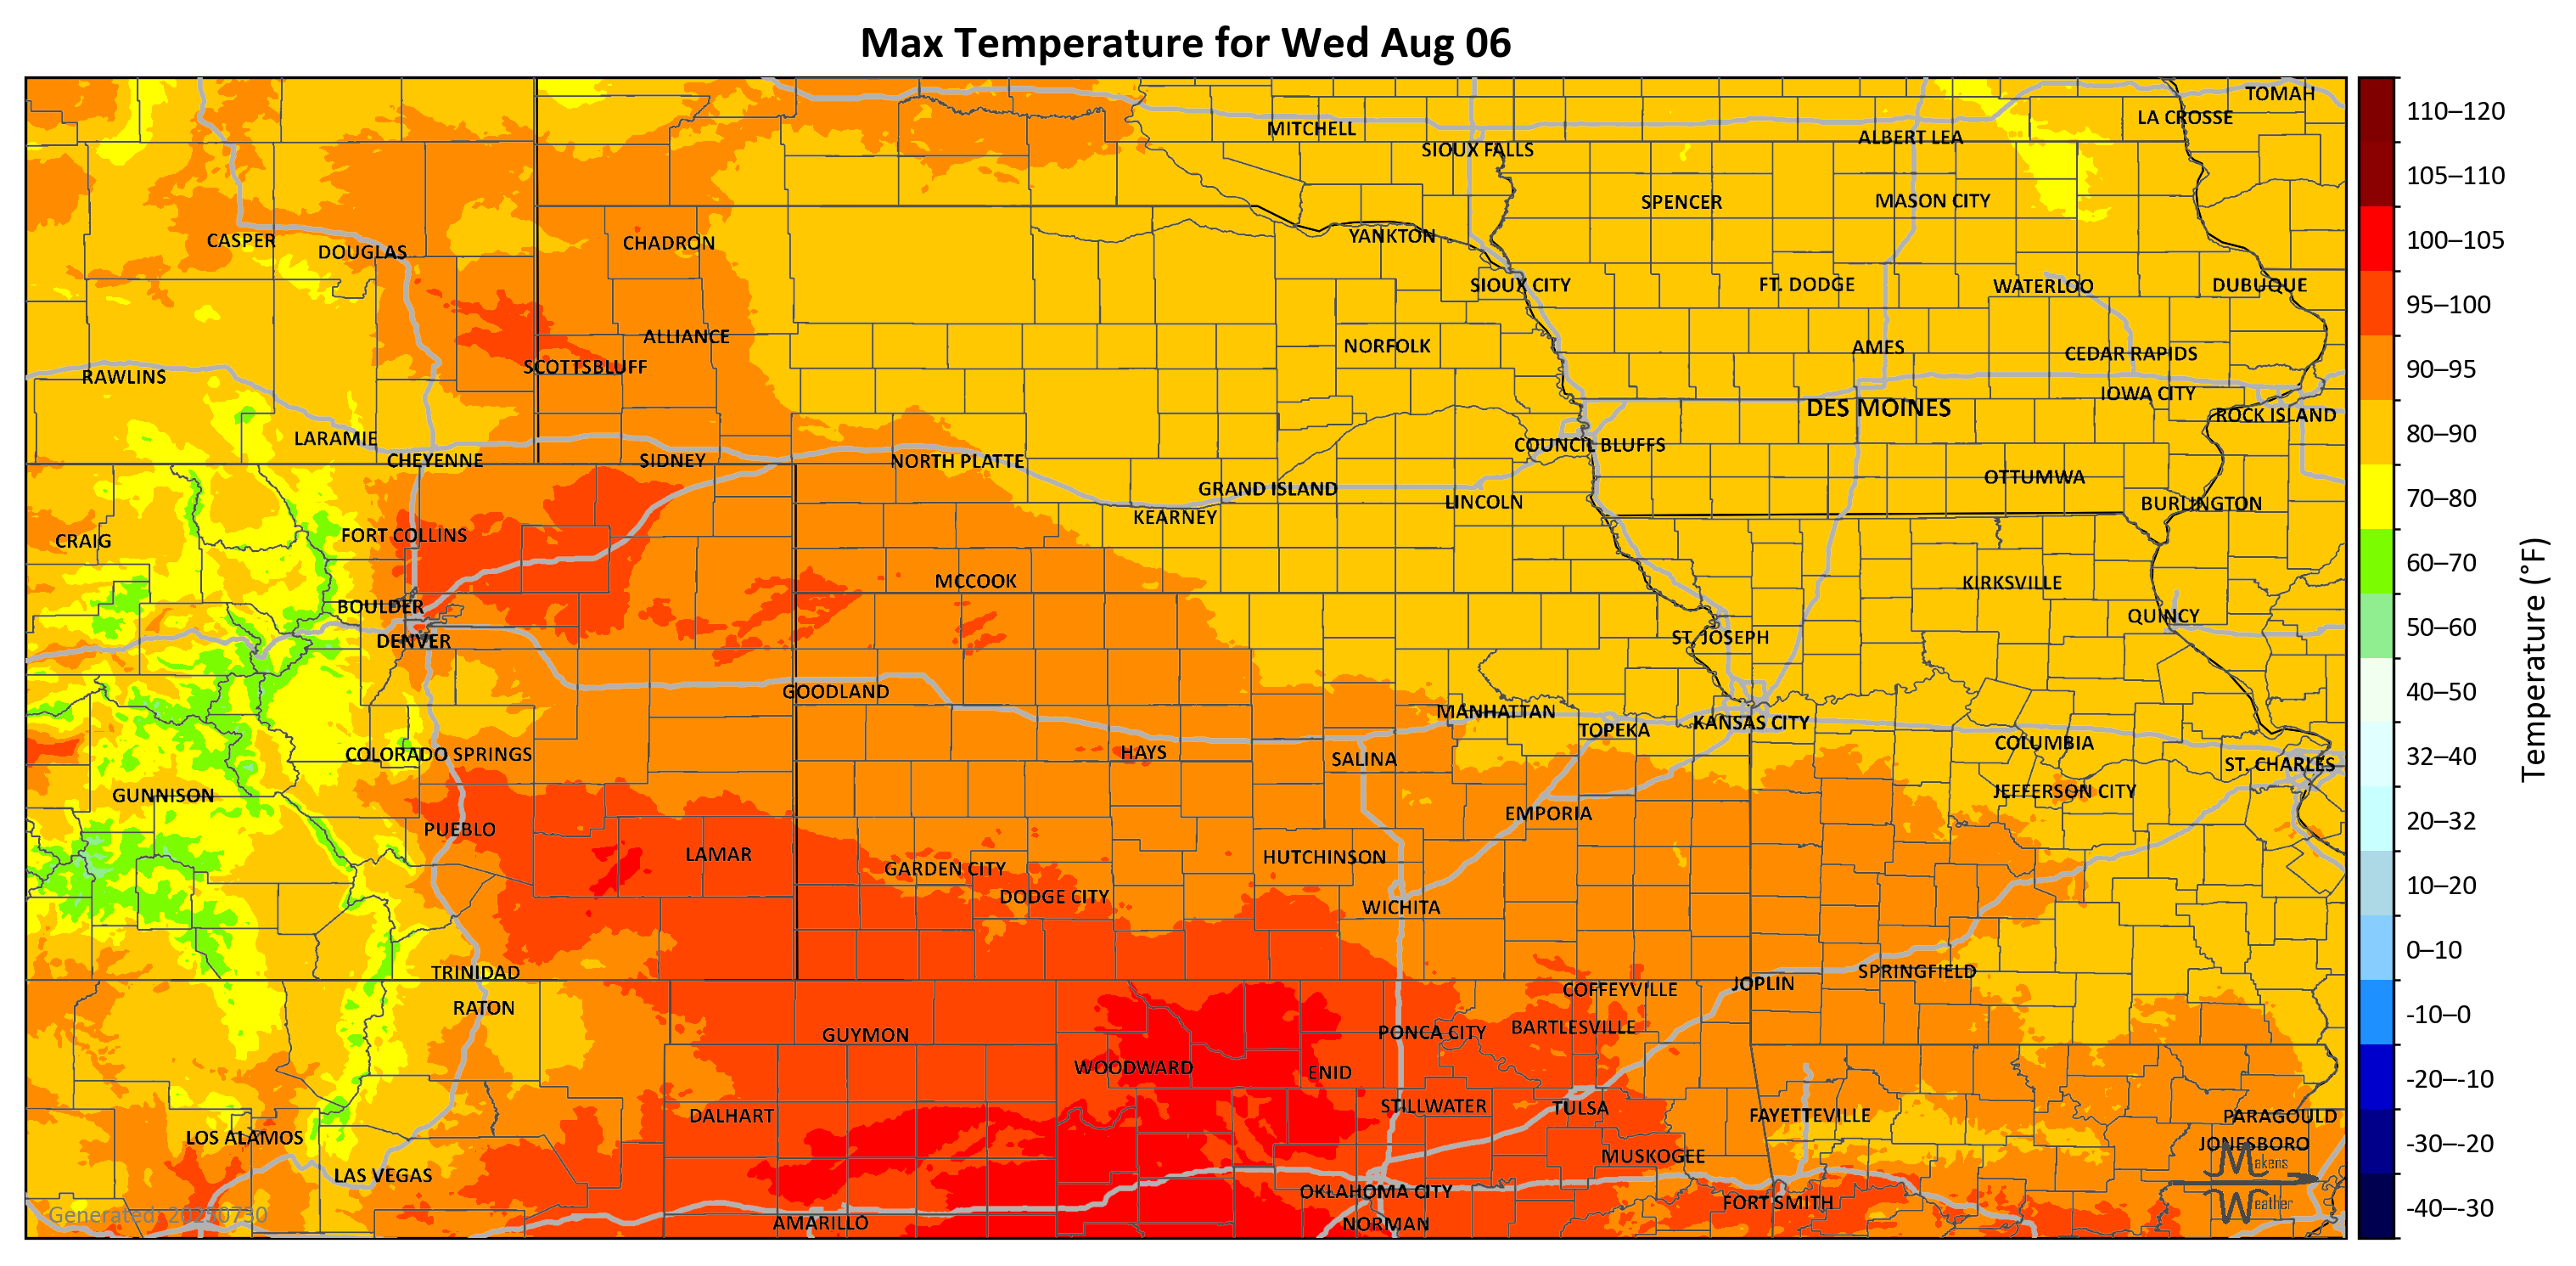 Max Temperature for Wed Aug 06
TOMAH
LA CROSSE
MITCHELL
ALBERT LEA
SIOUX FALLS
SPENCER
MASON CITY
YANKTON
CASPER
CHADRON
DOUGLAS
SIOUX CITY
FT. DODGE
WATERLOO
DUBUQUE
ALLIANCE
NORFOLK
AMES
CEDAR RAPIDS
SCOTTSBLUFF
RAWLINS
IOWA CITY
DES MOINES
ROCK ISLAND
LARAMIE
COUNCIL BLUFFS
CHEYENNE
SIDNEY
NORTH PLATTE
OTTUMWA
GRAND ISLAND
LINCOLN
BURLINGTON
KEARNEY
FORT COLLINS
CRAIG
MCCOOK
KIRKSVILLE
BOULDER
QUINCY
DENVER
ST. JOSEPH
GOODLAND
MANHATTAN
KANSAS CITY
TOPEKA
COLUMBIA
COLORADO SPRINGS
HAYS
SALINA
ST. CHARLES
GUNNISON
JEFFERSON CITY
EMPORIA
PUEBLO
LAMAR
HUTCHINSON
GARDEN CITY
DODGE CITY
WICHITA
TRINIDAD
SPRINGFIELD
JOPLIN
COFFEYVILLE
RATON
GUYMON
PONCA CITY
BARTLESVILLE
WOODWARD
ENID
STILLWATER
TULSA
DALHART
FAYETTEVILLE
PARAGOULD
LOS ALAMOS
JONESBORO
MUSKOGEE
Makens
LAS VEGAS
OKLAHOMA CITY
FORT SMITH
Weather
Generated: 20250730
AMARILLO
NORMAN
110–120
105–110
100–105
95–100
90–95
80–90
70–80
60–70
50–60
40–50
32–40
20–32
10–20
0–10
-10–0
-20–-10
-30–-20
-40–-30
Temperature (°F)